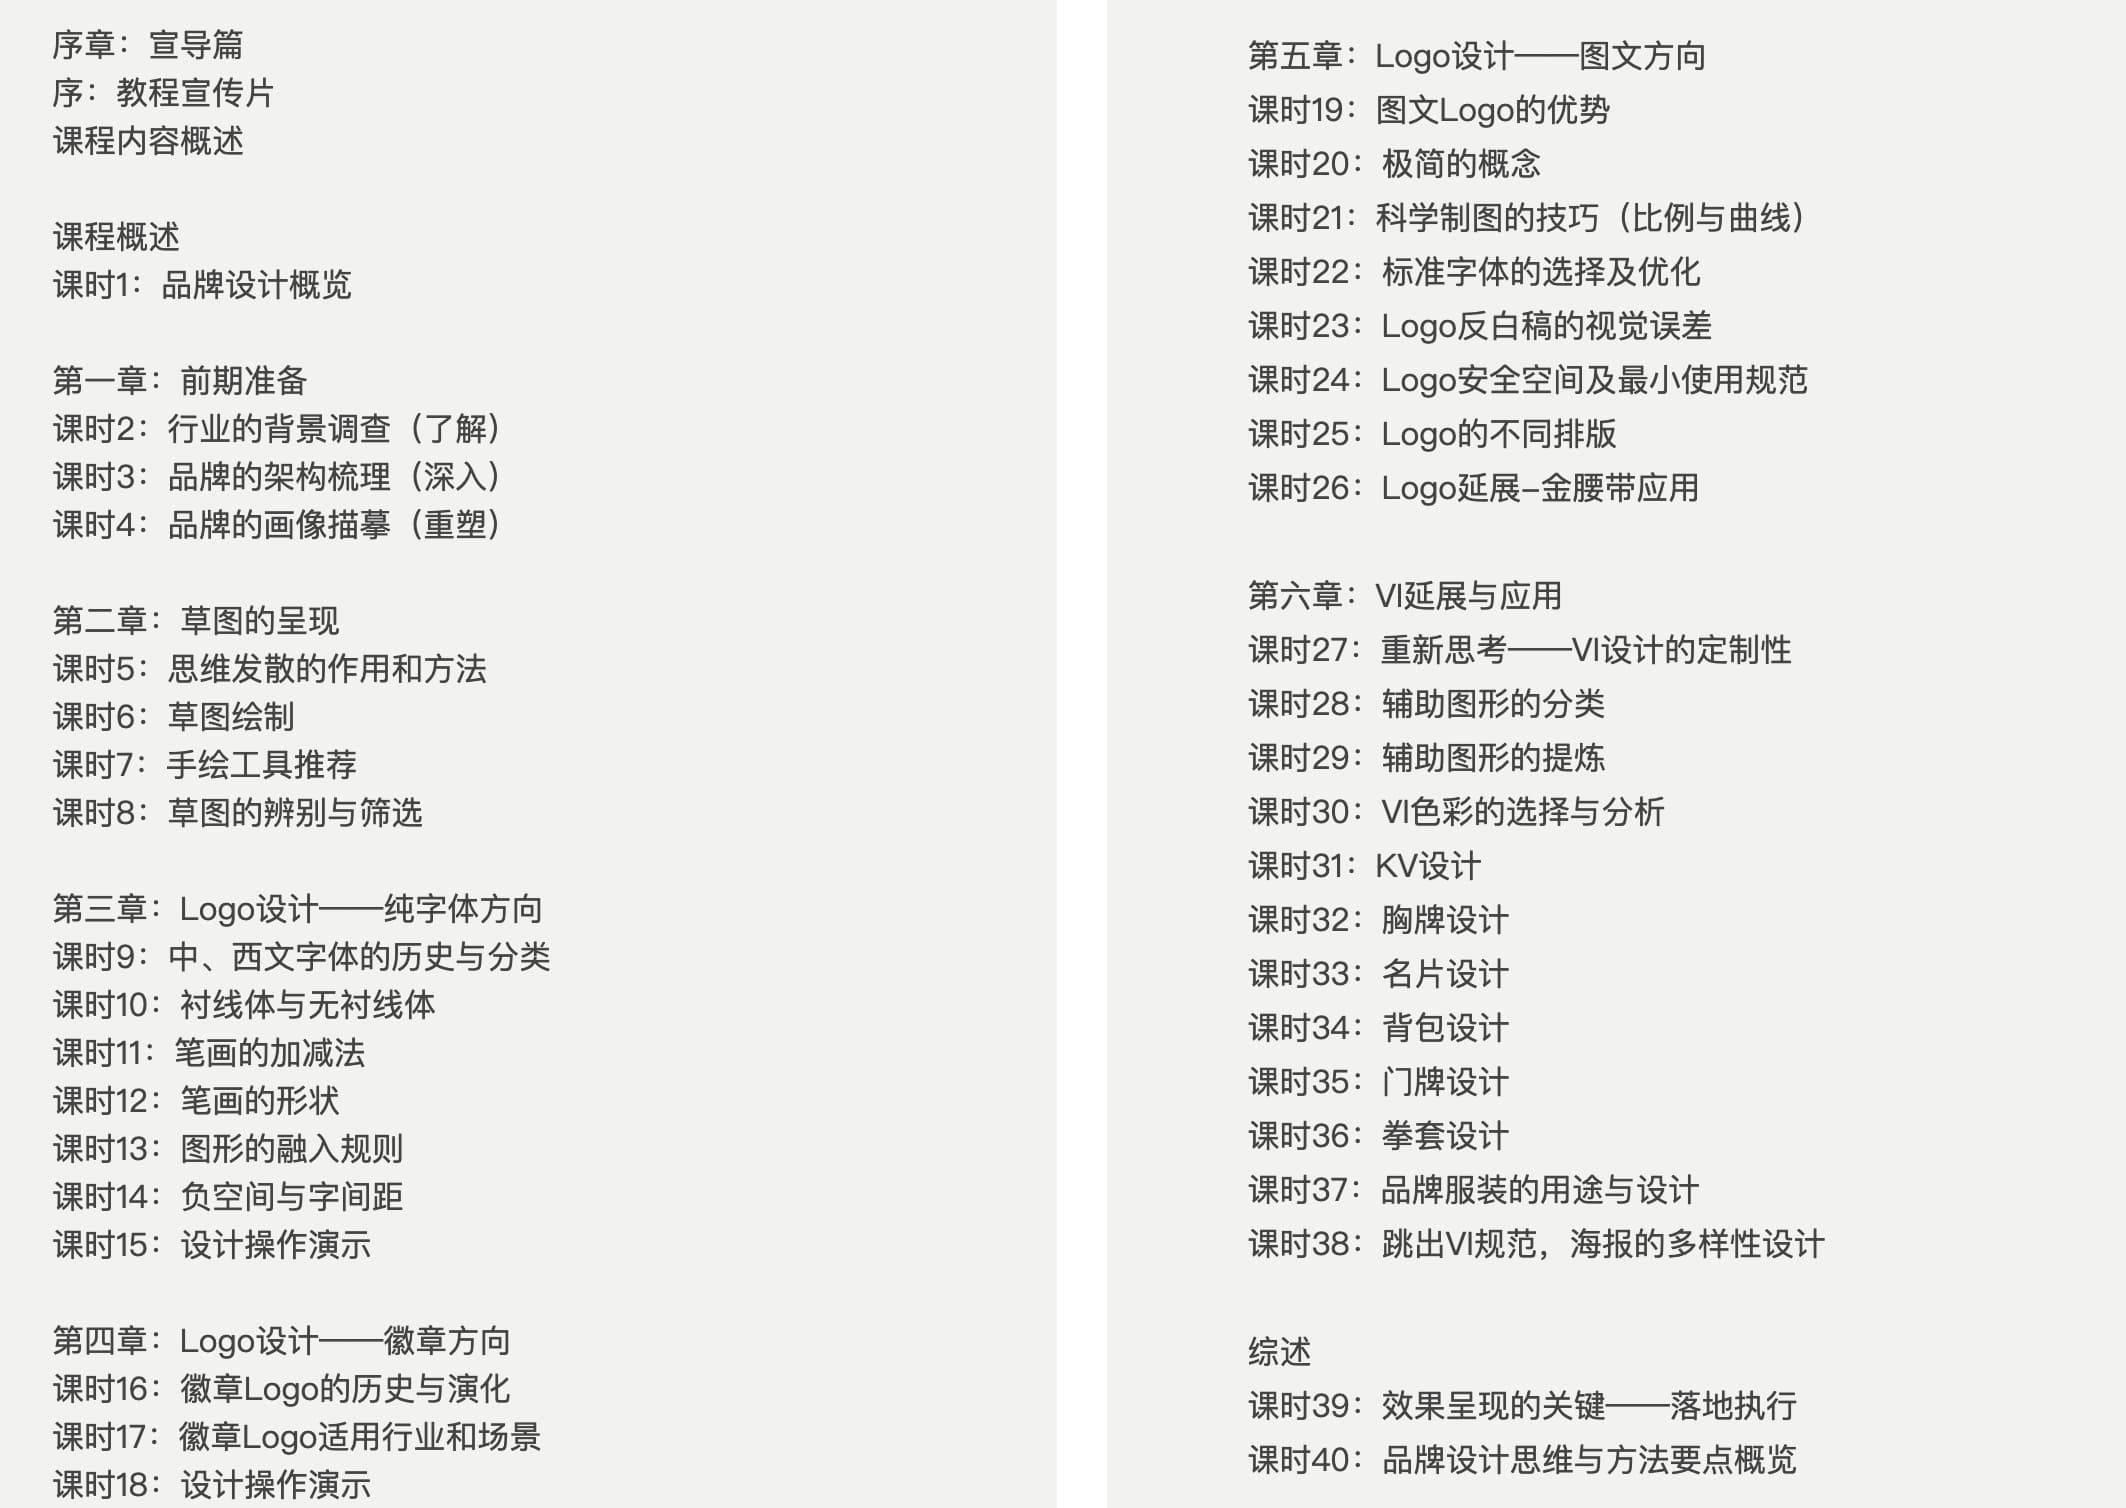 序章：宣导篇
序：教程宣传片
课程内容概述
课程概述
课时1：品牌设计概览
第一章：前期准备
课时2：行业的背景调查（了解）
课时3：品牌的架构梳理（深入）
课时4：品牌的画像描摹（重塑）
第二章：草图的呈现
课时5：思维发散的作用和方法
课时6：草图绘制
课时7：手绘工具推荐
课时8：草图的辨别与筛选
第三章：Logo设计——纯字体方向
课时9：中、西文字体的历史与分类
课时10：衬线体与无衬线体
课时11：笔画的加减法
课时12：笔画的形状
课时13：图形的融入规则
课时14：负空间与字间距
课时15：设计操作演示
第四章：Logo设计——徽章方向
课时16：徽章Logo的历史与演化
课时17：徽章Logo适用行业和场景
课时18：设计操作演示
第五章：Logo设计——图文方向
课时19：图文Logo的优势
课时20：极简的概念
课时21：科学制图的技巧（比例与曲线）
课时22：标准字体的选择及优化
课时23：Logo反白稿的视觉误差
课时24：Logo安全空间及最小使用规范
课时25：Logo的不同排版
课时26：Logo延展–金腰带应用
第六章：VI延展与应用
课时27：重新思考——VI设计的定制性
课时28：辅助图形的分类
课时29：辅助图形的提炼
课时30：VI色彩的选择与分析
课时31：KV设计
课时32：胸牌设计
课时33：名片设计
课时34：背包设计
课时35：门牌设计
课时36：拳套设计
课时37：品牌服装的用途与设计
课时38：跳出VI规范，海报的多样性设计
综述
课时39：效果呈现的关键——落地执行
课时40：品牌设计思维与方法要点概览